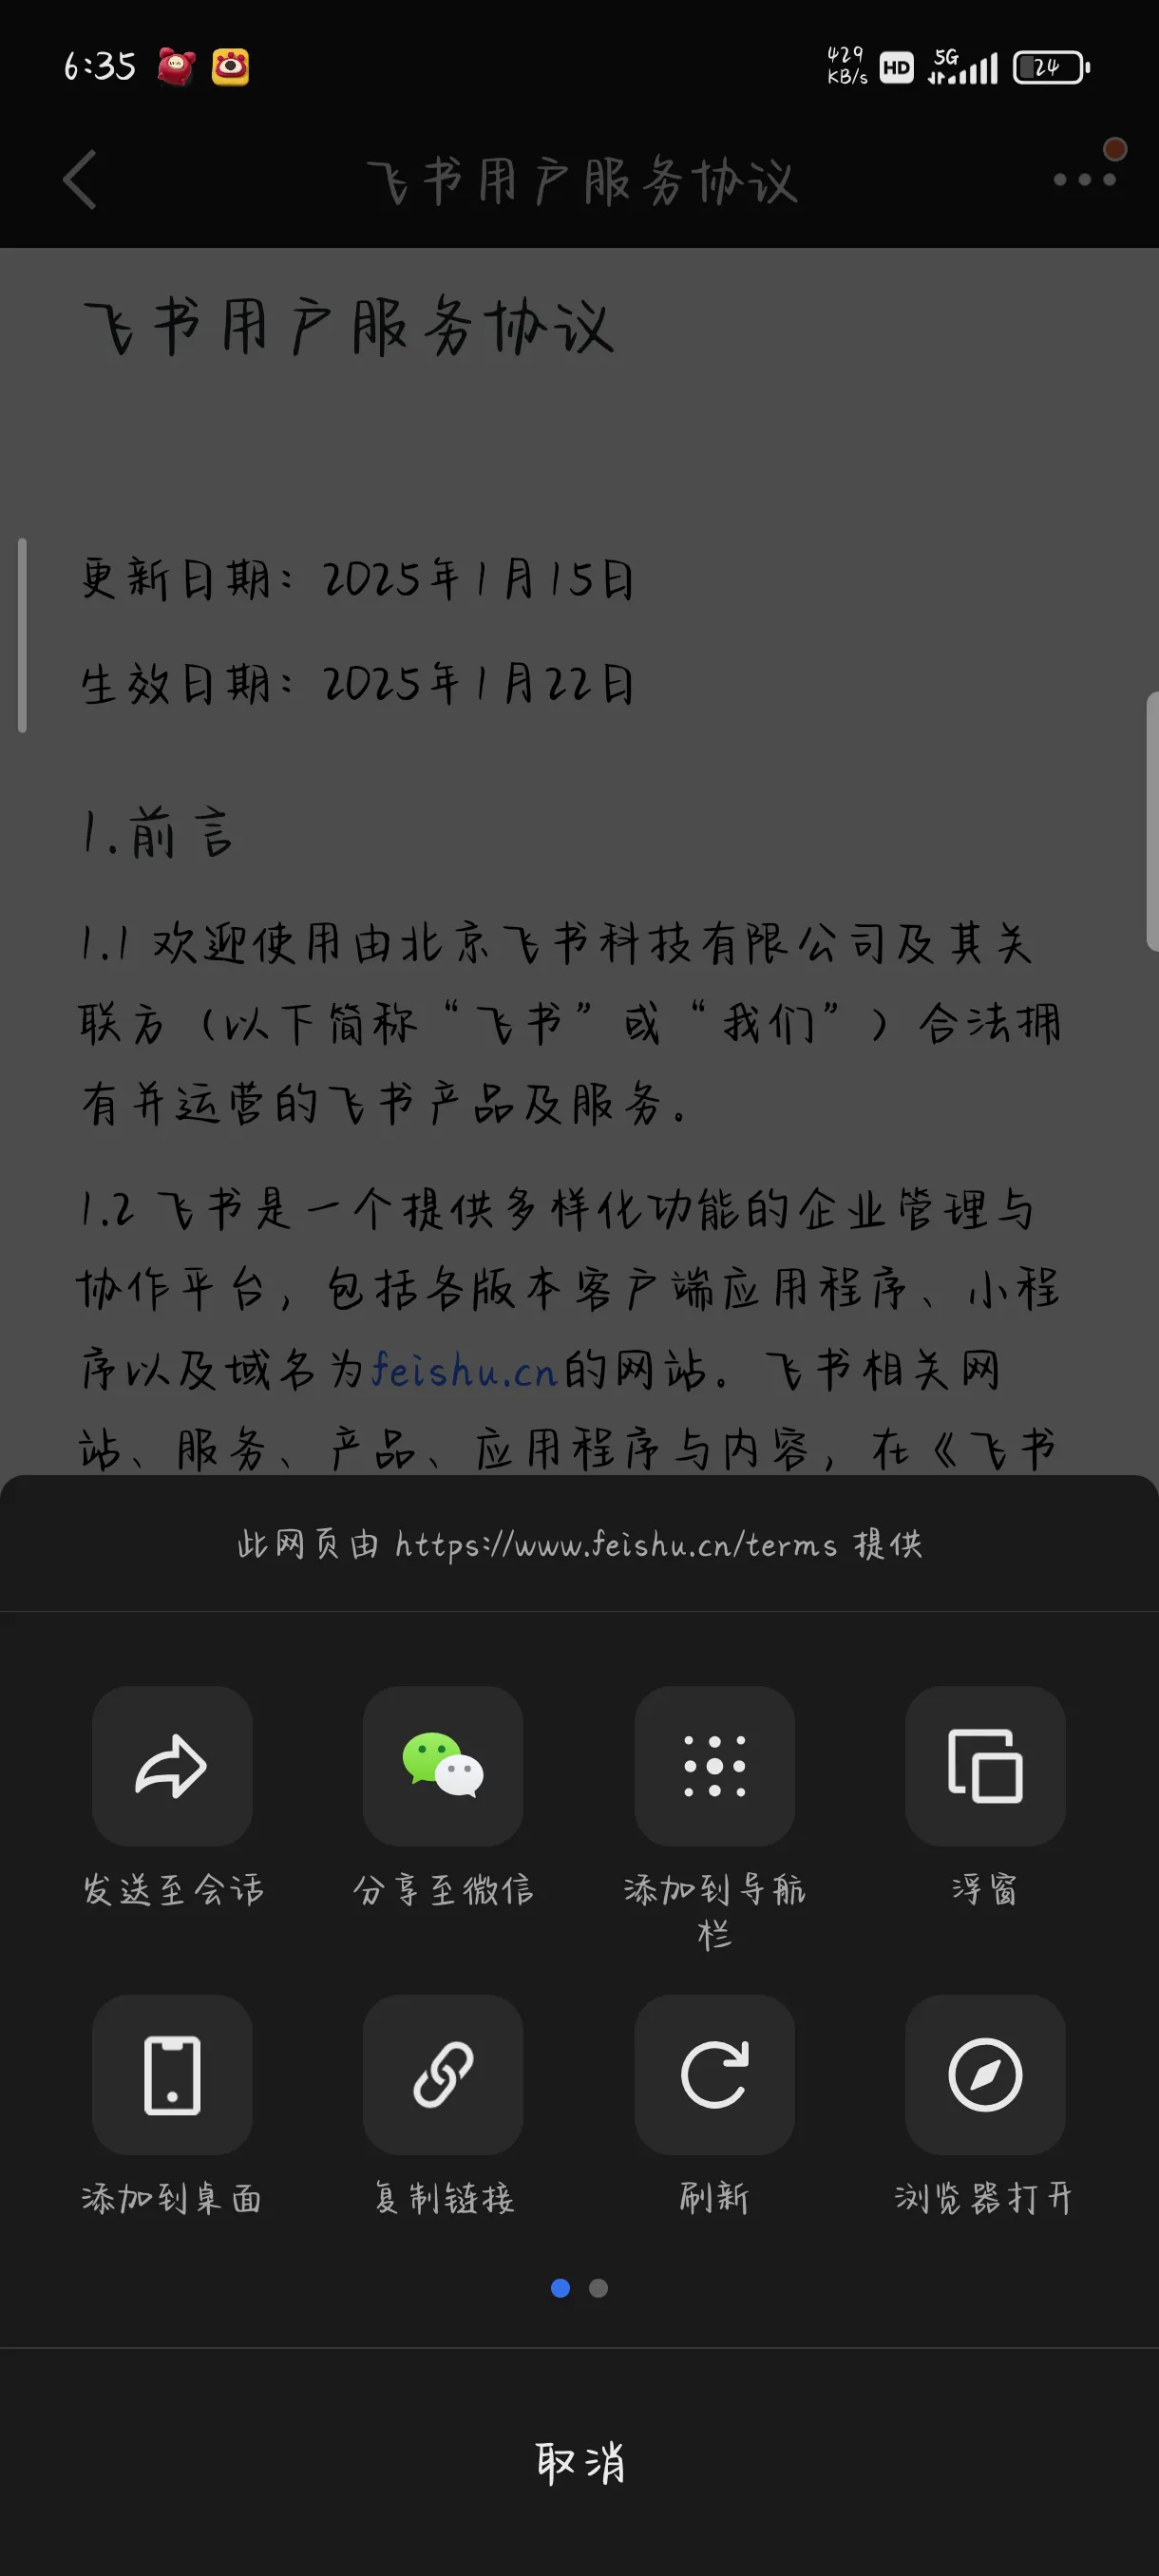 6:35
429
KB/s
HD
5G
24
飞书用户服务协议
飞书用户服务协议
更新日期：2025年1月15日
生效日期：2025年1月22日
1.前言
1.1 欢迎使用由北京飞书科技有限公司及其关
联方（以下简称“飞书”或“我们”）合法拥
有并运营的飞书产品及服务。
1.2 飞书是一个提供多样化功能的企业管理与
协作平台，包括各版本客户端应用程序、小程
序以及域名为feishu.cn的网站。飞书相关网
站、服务、产品、应用程序与内容，在《飞书
此网页由 https://www.feishu.cn/terms 提供
发送至会话
分享至微信
添加到导航
栏
浮窗
添加到桌面
复制链接
刷新
浏览器打开
取消